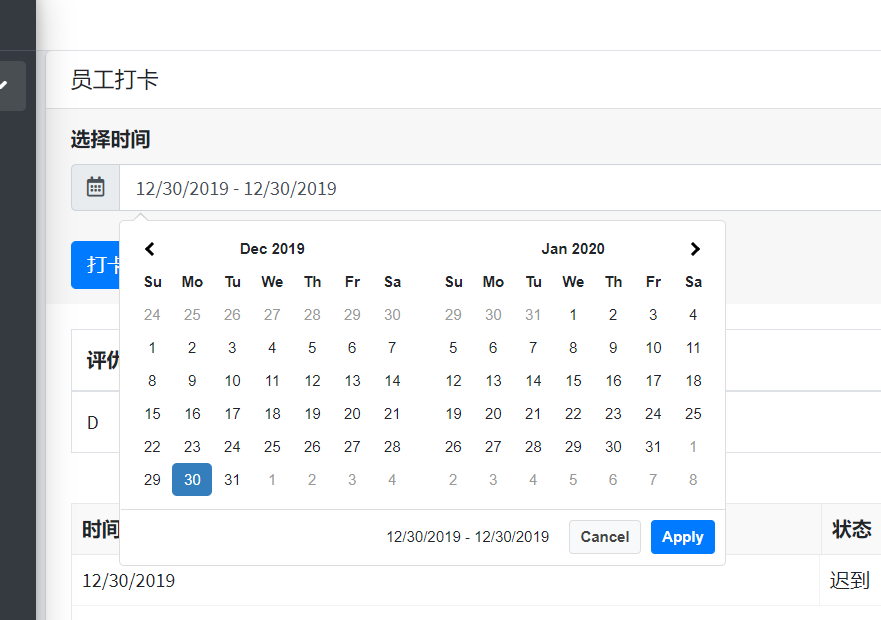 员工打卡
选择时间
12/30/2019 - 12/30/2019
打卡
Dec 2019
Su Mo Tu We Th Fr Sa
24 25 26 27 28 29 30
1 2 3 4 5 6 7
8 9 10 11 12 13 14
15 16 17 18 19 20 21
22 23 24 25 26 27 28
29 30 31 1 2 3 4
Jan 2020
Su Mo Tu We Th Fr Sa
29 30 31 1 2 3 4
5 6 7 8 9 10 11
12 13 14 15 16 17 18
19 20 21 22 23 24 25
26 27 28 29 30 31 1
2 3 4 5 6 7 8
12/30/2019 - 12/30/2019 Cancel Apply
评优
D
时间 状态
12/30/2019 迟到